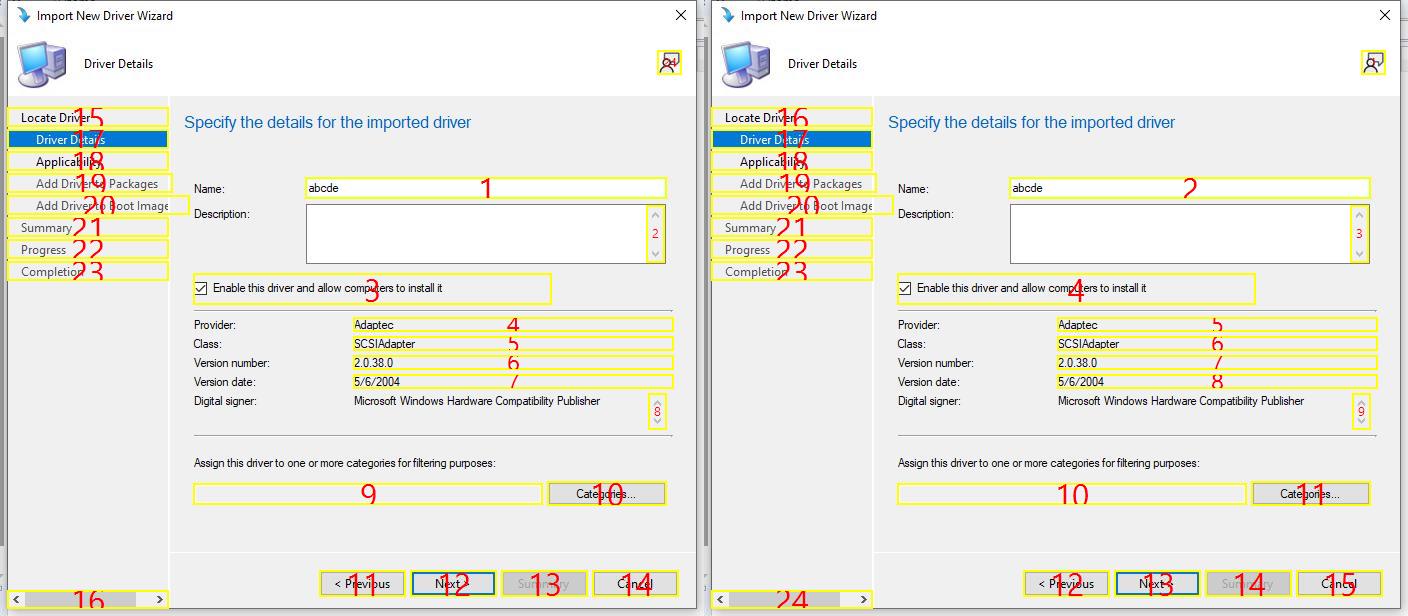 Import New Driver Wizard
Driver Details
24
Locate Driver 15
Driver Details 17
Applicability 18
Add Driver to Packages 19
Add Driver to Boot Image 20
Summary 21
Progress 22
Completion 23
16
Specify the details for the imported driver
Name: abcde 1
Description: 2
Enable this driver and allow computers to install it 3
Provider: Adaptec 4
Class: SCSIAdapter 5
Version number: 2.0.38.0 6
Version date: 5/6/2004 7
Digital signer: Microsoft Windows Hardware Compatibility Publisher 8
Assign this driver to one or more categories for filtering purposes:
9 Categories... 10
< Previous 11 Next > 12 Summary 13 Cancel 14
Import New Driver Wizard
Driver Details
Locate Driver 16
Driver Details 17
Applicability 18
Add Driver to Packages 19
Add Driver to Boot Image 20
Summary 21
Progress 22
Completion 23
24
Specify the details for the imported driver
Name: abcde 2
Description: 3
Enable this driver and allow computers to install it 4
Provider: Adaptec 5
Class: SCSIAdapter 6
Version number: 2.0.38.0 7
Version date: 5/6/2004 8
Digital signer: Microsoft Windows Hardware Compatibility Publisher 9
Assign this driver to one or more categories for filtering purposes:
10 Categories... 11
< Previous 12 Next > 13 Summary 14 Cancel 15